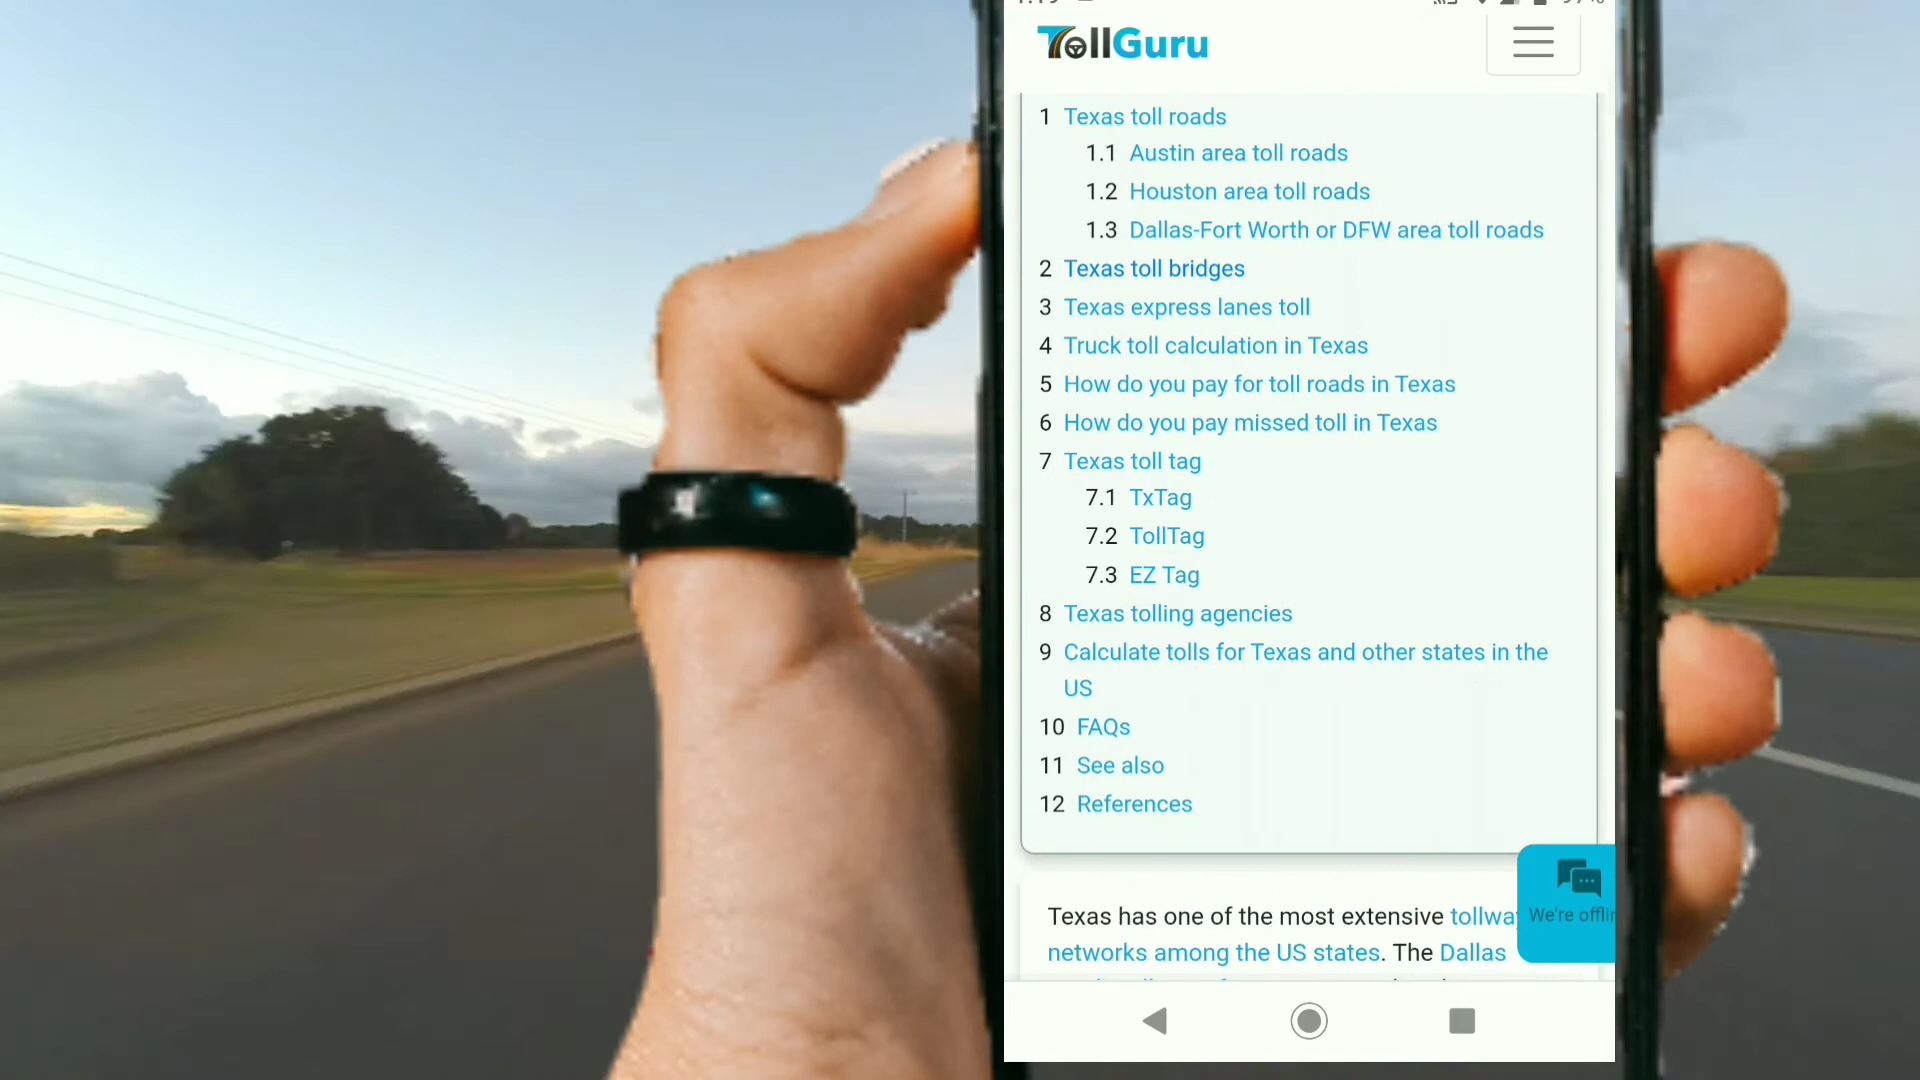 TollGuru
1 Texas toll roads
1.1 Austin area toll roads
1.2 Houston area toll roads
1.3 Dallas-Fort Worth or DFW area toll roads
2 Texas toll bridges
3 Texas express lanes toll
4 Truck toll calculation in Texas
5 How do you pay for toll roads in Texas
6 How do you pay missed toll in Texas
7 Texas toll tag
7.1 TxTag
7.2 TollTag
7.3 EZ Tag
8 Texas tolling agencies
9 Calculate tolls for Texas and other states in the
US
10 FAQs
11 See also
12 References
We're offlin
Texas has one of the most extensive tollway
networks among the US states. The Dallas